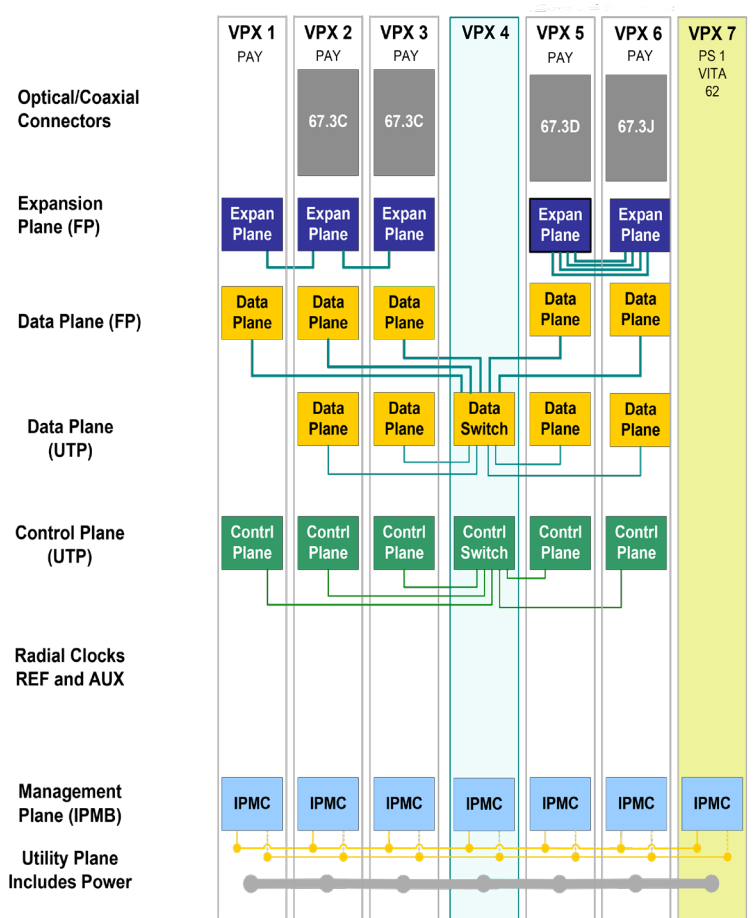 VPX 1
PAY
VPX 2
PAY
VPX 3
PAY
VPX 4
VPX 5
PAY
VPX 6
PAY
VPX 7
PS 1
VITA
62
Optical/Coaxial
Connectors
67.3C
67.3C
67.3D
67.3J
Expansion
Plane (FP)
Expan
Plane
Expan
Plane
Expan
Plane
Expan
Plane
Expan
Plane
Data Plane (FP)
Data
Plane
Data
Plane
Data
Plane
Data
Plane
Data
Plane
Data Plane
(UTP)
Data
Plane
Data
Plane
Data
Switch
Data
Plane
Data
Plane
Control Plane
(UTP)
Contrl
Plane
Contrl
Plane
Contrl
Plane
Contrl
Switch
Contrl
Plane
Contrl
Plane
Radial Clocks
REF and AUX
Management
Plane (IPMB)
IPMC
IPMC
IPMC
IPMC
IPMC
IPMC
IPMC
Utility Plane
Includes Power